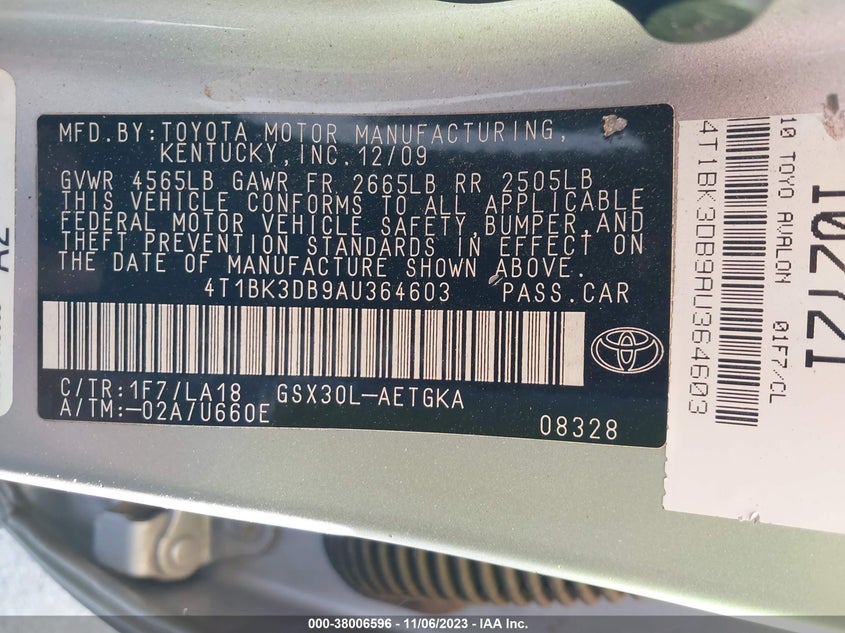 MFD.BY:TOYOTA MOTOR MANUFACTURING,
KENTUCKY,INC.12/09
GVWR 4565LB GAWR FR 2665LB RR 2505LB
THIS VEHICLE CONFORMS TO ALL APPLICABLE
FEDERAL MOTOR VEHICLE SAFETY,BUMPER,AND
THEFT PREVENTION STANDARDS IN EFFECT ON
THE DATE OF MANUFACTURE SHOWN ABOVE.
4T1BK3DB9AU364603 PASS.CAR
C/TR:1F7/LA18 GSX30L-AETGKA
A/TM:-02A/U660E
08328
10721
4T1BK3DB9AU364603
10 TOYO AVALON 01F7/CL
AZ
000-38006596 - 11/06/2023 - IAA Inc.